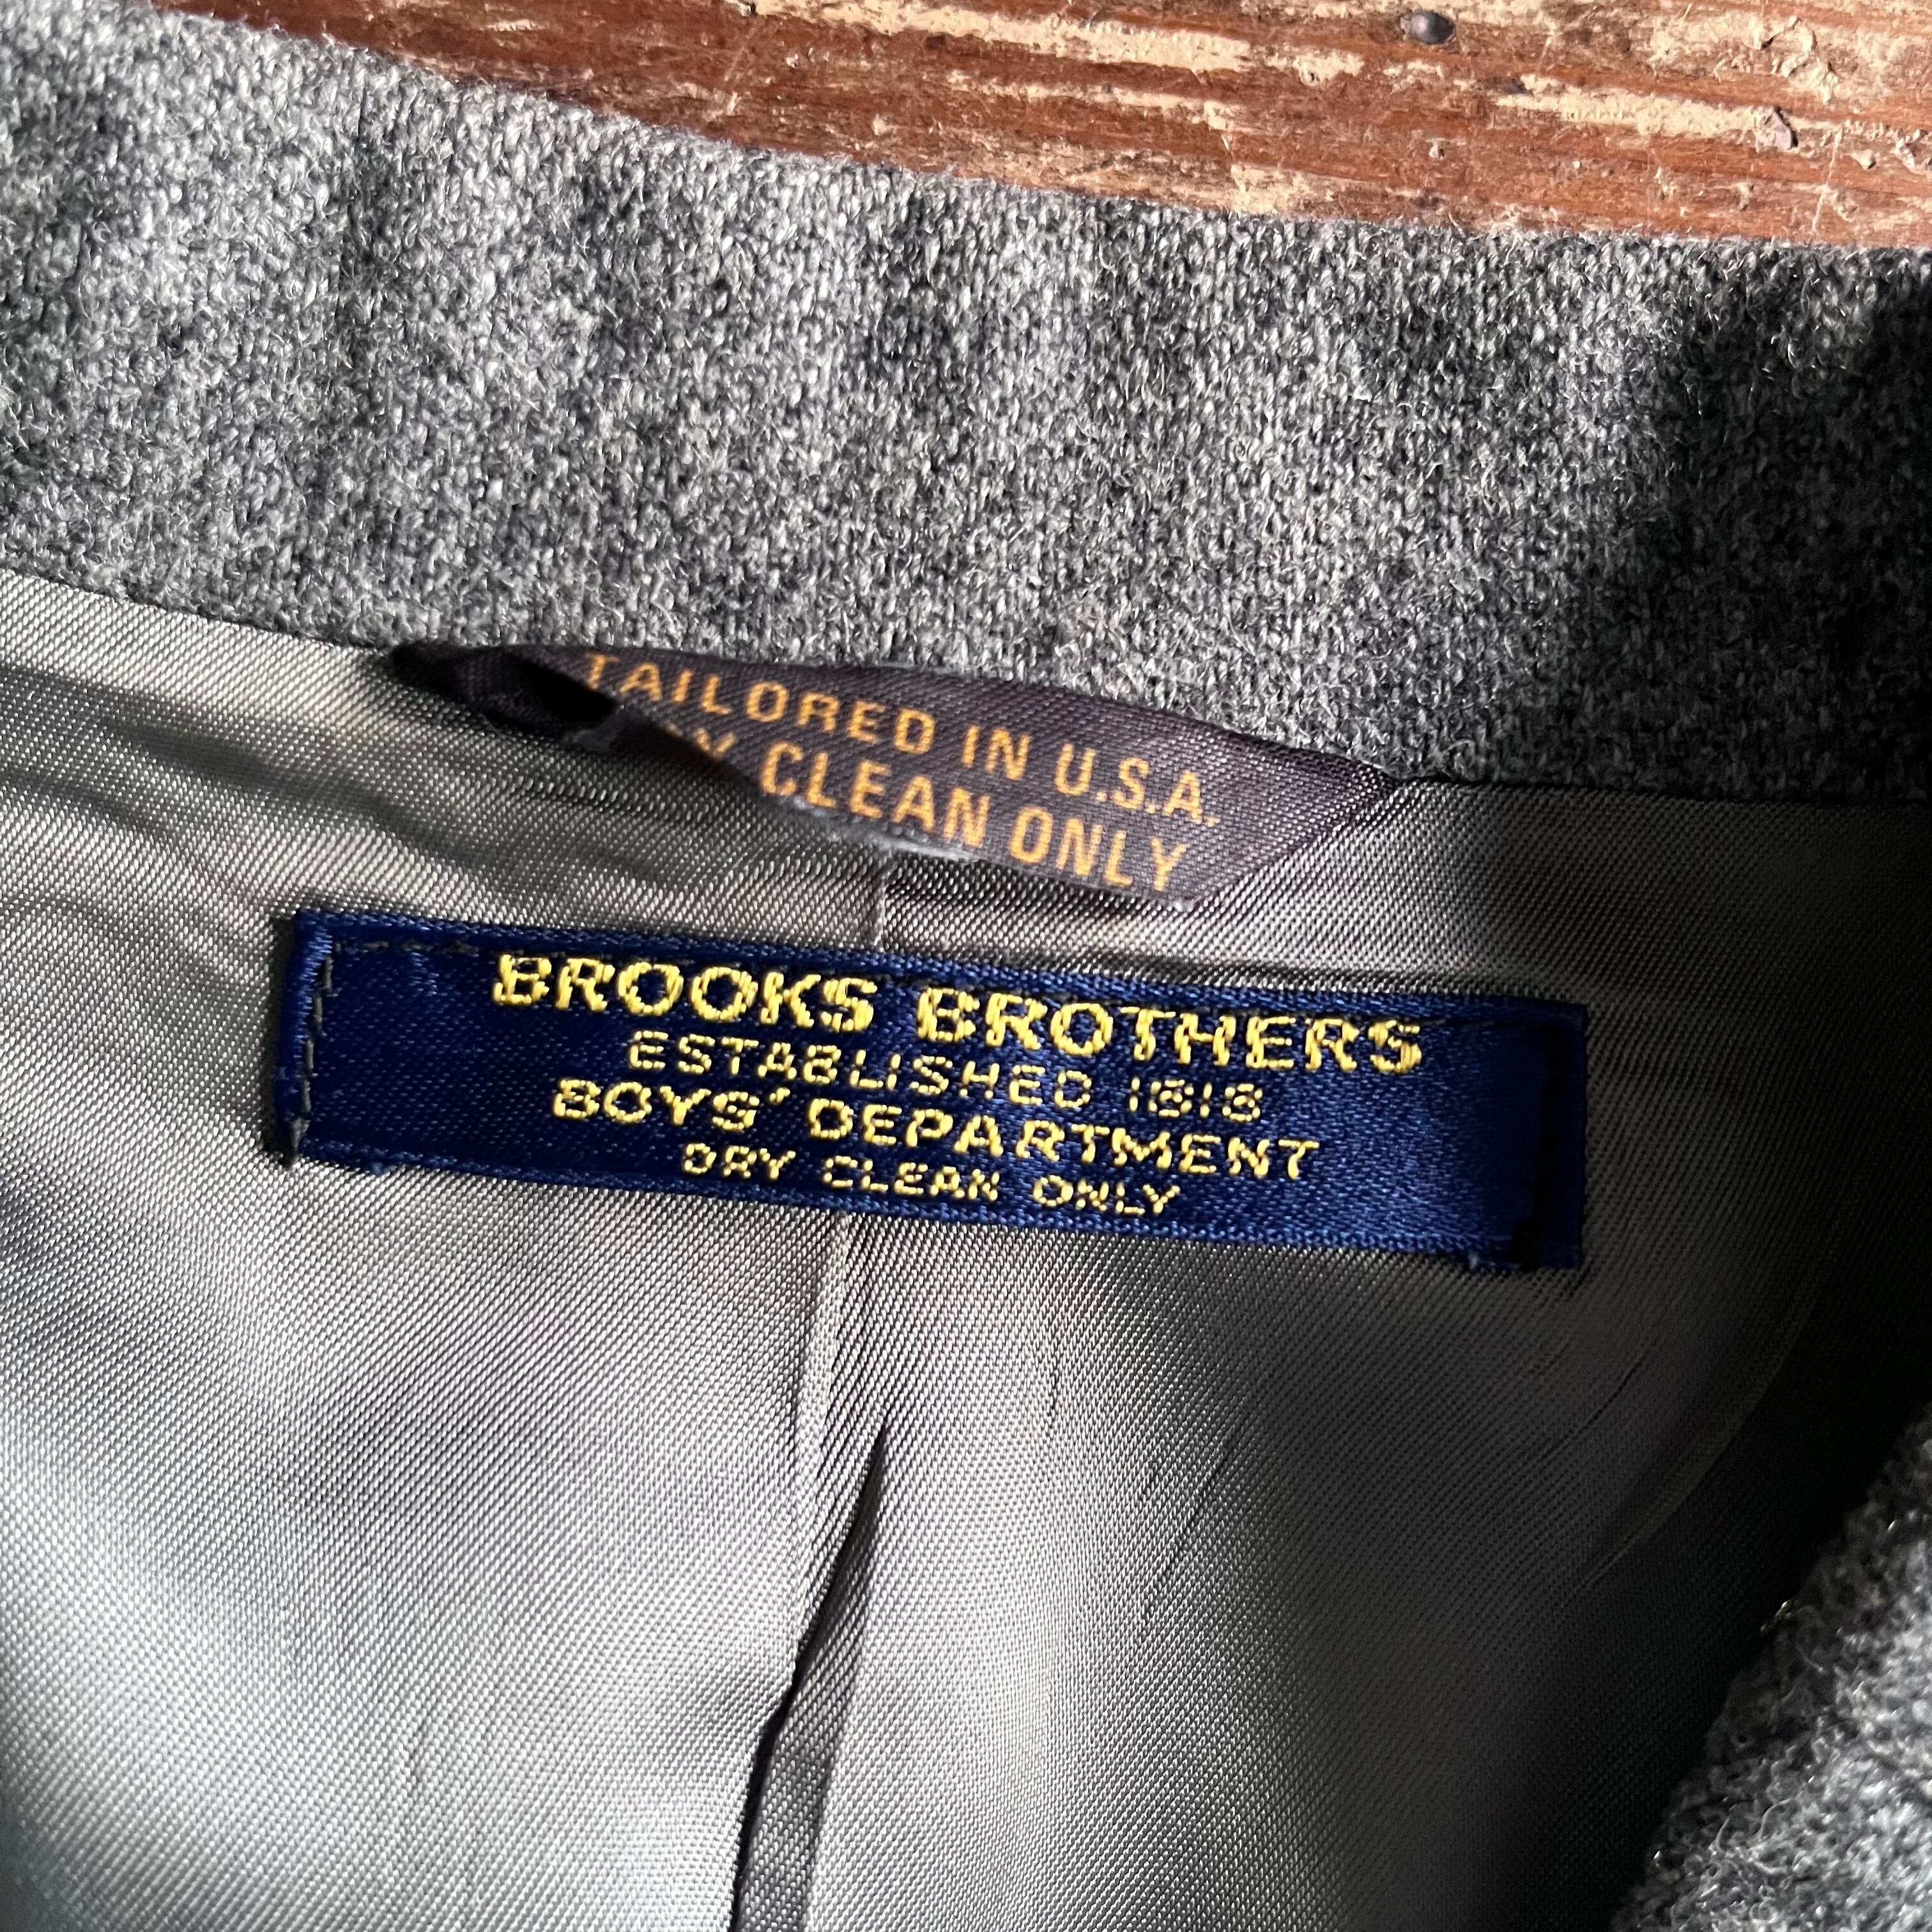 TAILORED IN U.S.A.
CLEAN ONLY
BROOKS BROTHERS
ESTABLISHED 1818
BOYS' DEPARTMENT
DRY CLEAN ONLY